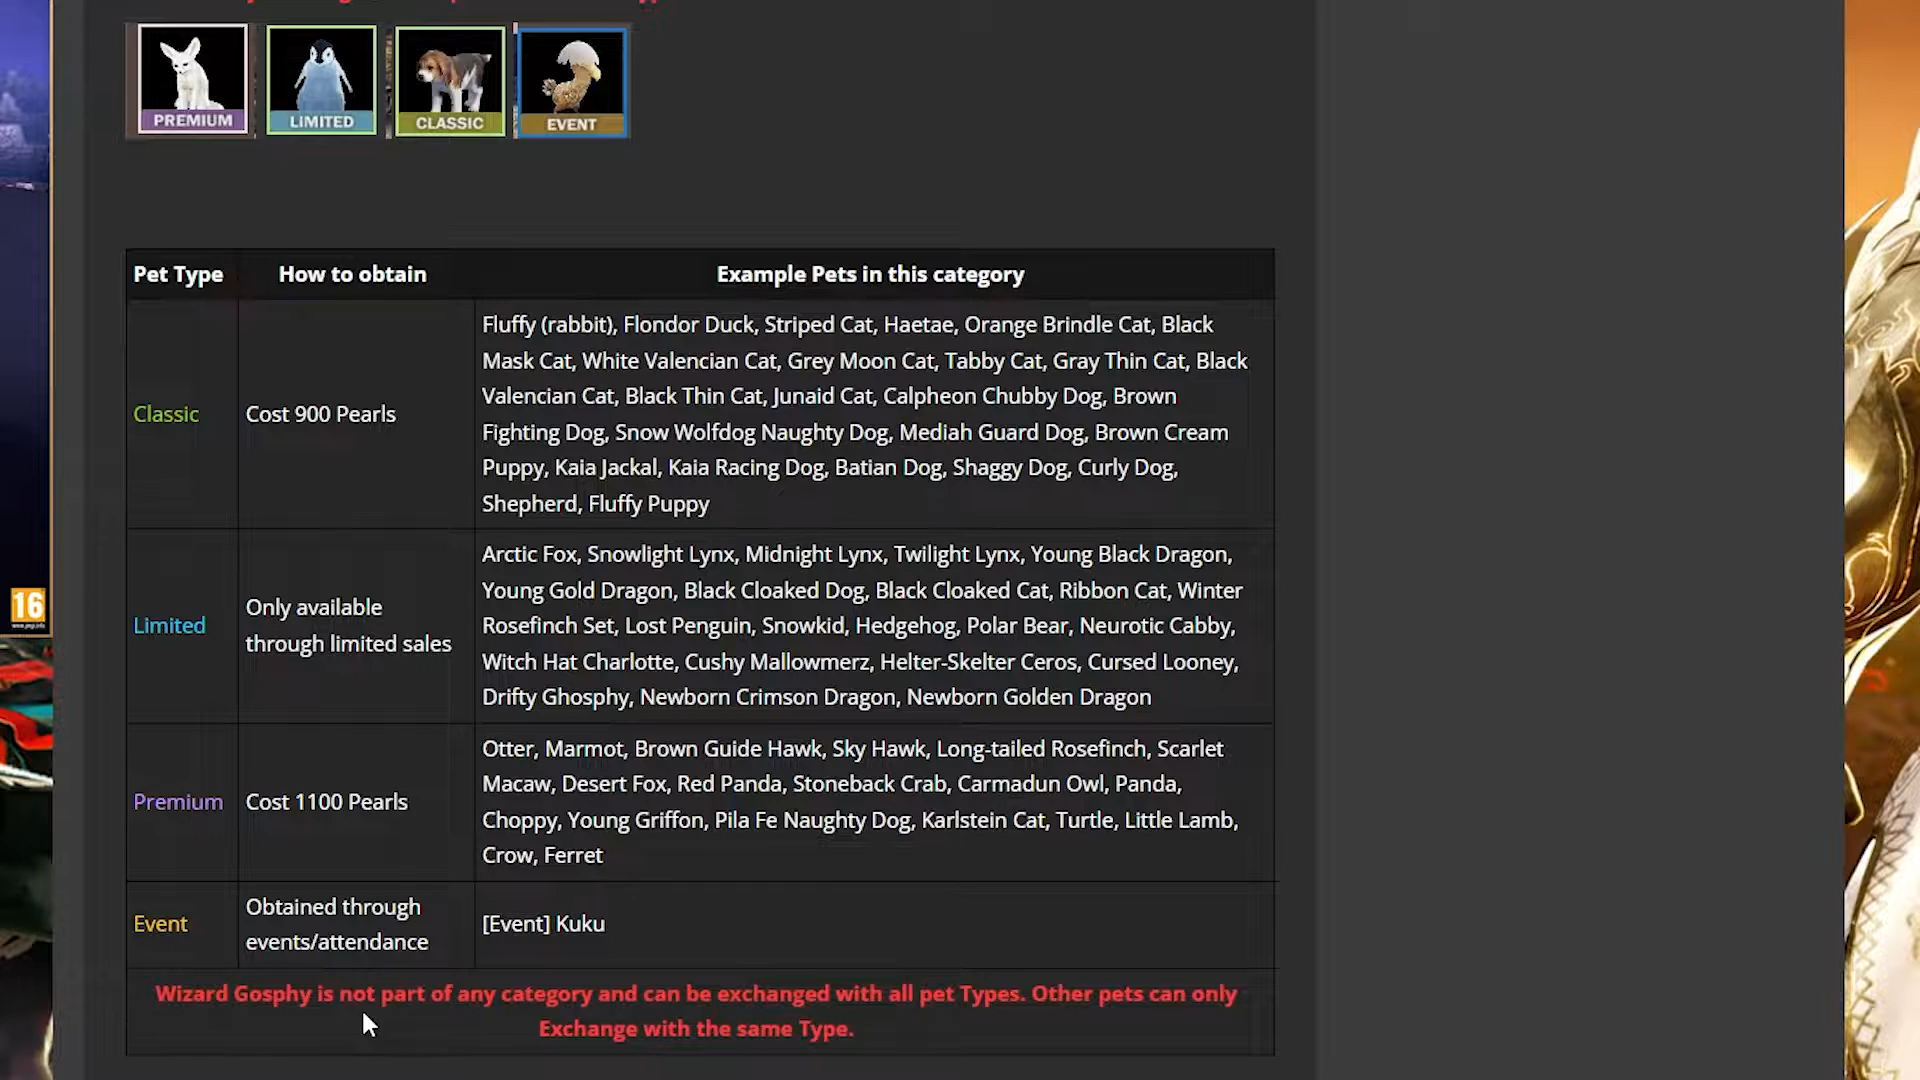 PREMIUM LIMITED CLASSIC EVENT
Pet Type How to obtain Example Pets in this category
Classic Cost 900 Pearls
Fluffy (rabbit), Flondor Duck, Striped Cat, Haetae, Orange Brindle Cat, Black
Mask Cat, White Valencian Cat, Grey Moon Cat, Tabby Cat, Gray Thin Cat, Black
Valencian Cat, Black Thin Cat, Junaid Cat, Calpheon Chubby Dog, Brown
Fighting Dog, Snow Wolfdog Naughty Dog, Mediah Guard Dog, Brown Cream
Puppy, Kaia Jackal, Kaia Racing Dog, Batian Dog, Shaggy Dog, Curly Dog,
Shepherd, Fluffy Puppy
Limited
Only available
through limited sales
Arctic Fox, Snowlight Lynx, Midnight Lynx, Twilight Lynx, Young Black Dragon,
Young Gold Dragon, Black Cloaked Dog, Black Cloaked Cat, Ribbon Cat, Winter
Rosefinch Set, Lost Penguin, Snowkid, Hedgehog, Polar Bear, Neurotic Cabby,
Witch Hat Charlotte, Cushy Mallowmerz, Helter-Skelter Ceros, Cursed Looney,
Drifty Ghosphy, Newborn Crimson Dragon, Newborn Golden Dragon
16
Premium Cost 1100 Pearls
Otter, Marmot, Brown Guide Hawk, Sky Hawk, Long-tailed Rosefinch, Scarlet
Macaw, Desert Fox, Red Panda, Stoneback Crab, Carmadun Owl, Panda,
Choppy, Young Griffon, Pila Fe Naughty Dog, Karlstein Cat, Turtle, Little Lamb,
Crow, Ferret
Event
Obtained through
events/attendance
[Event] Kuku
Wizard Gosphy is not part of any category and can be exchanged with all pet Types. Other pets can only
Exchange with the same Type.